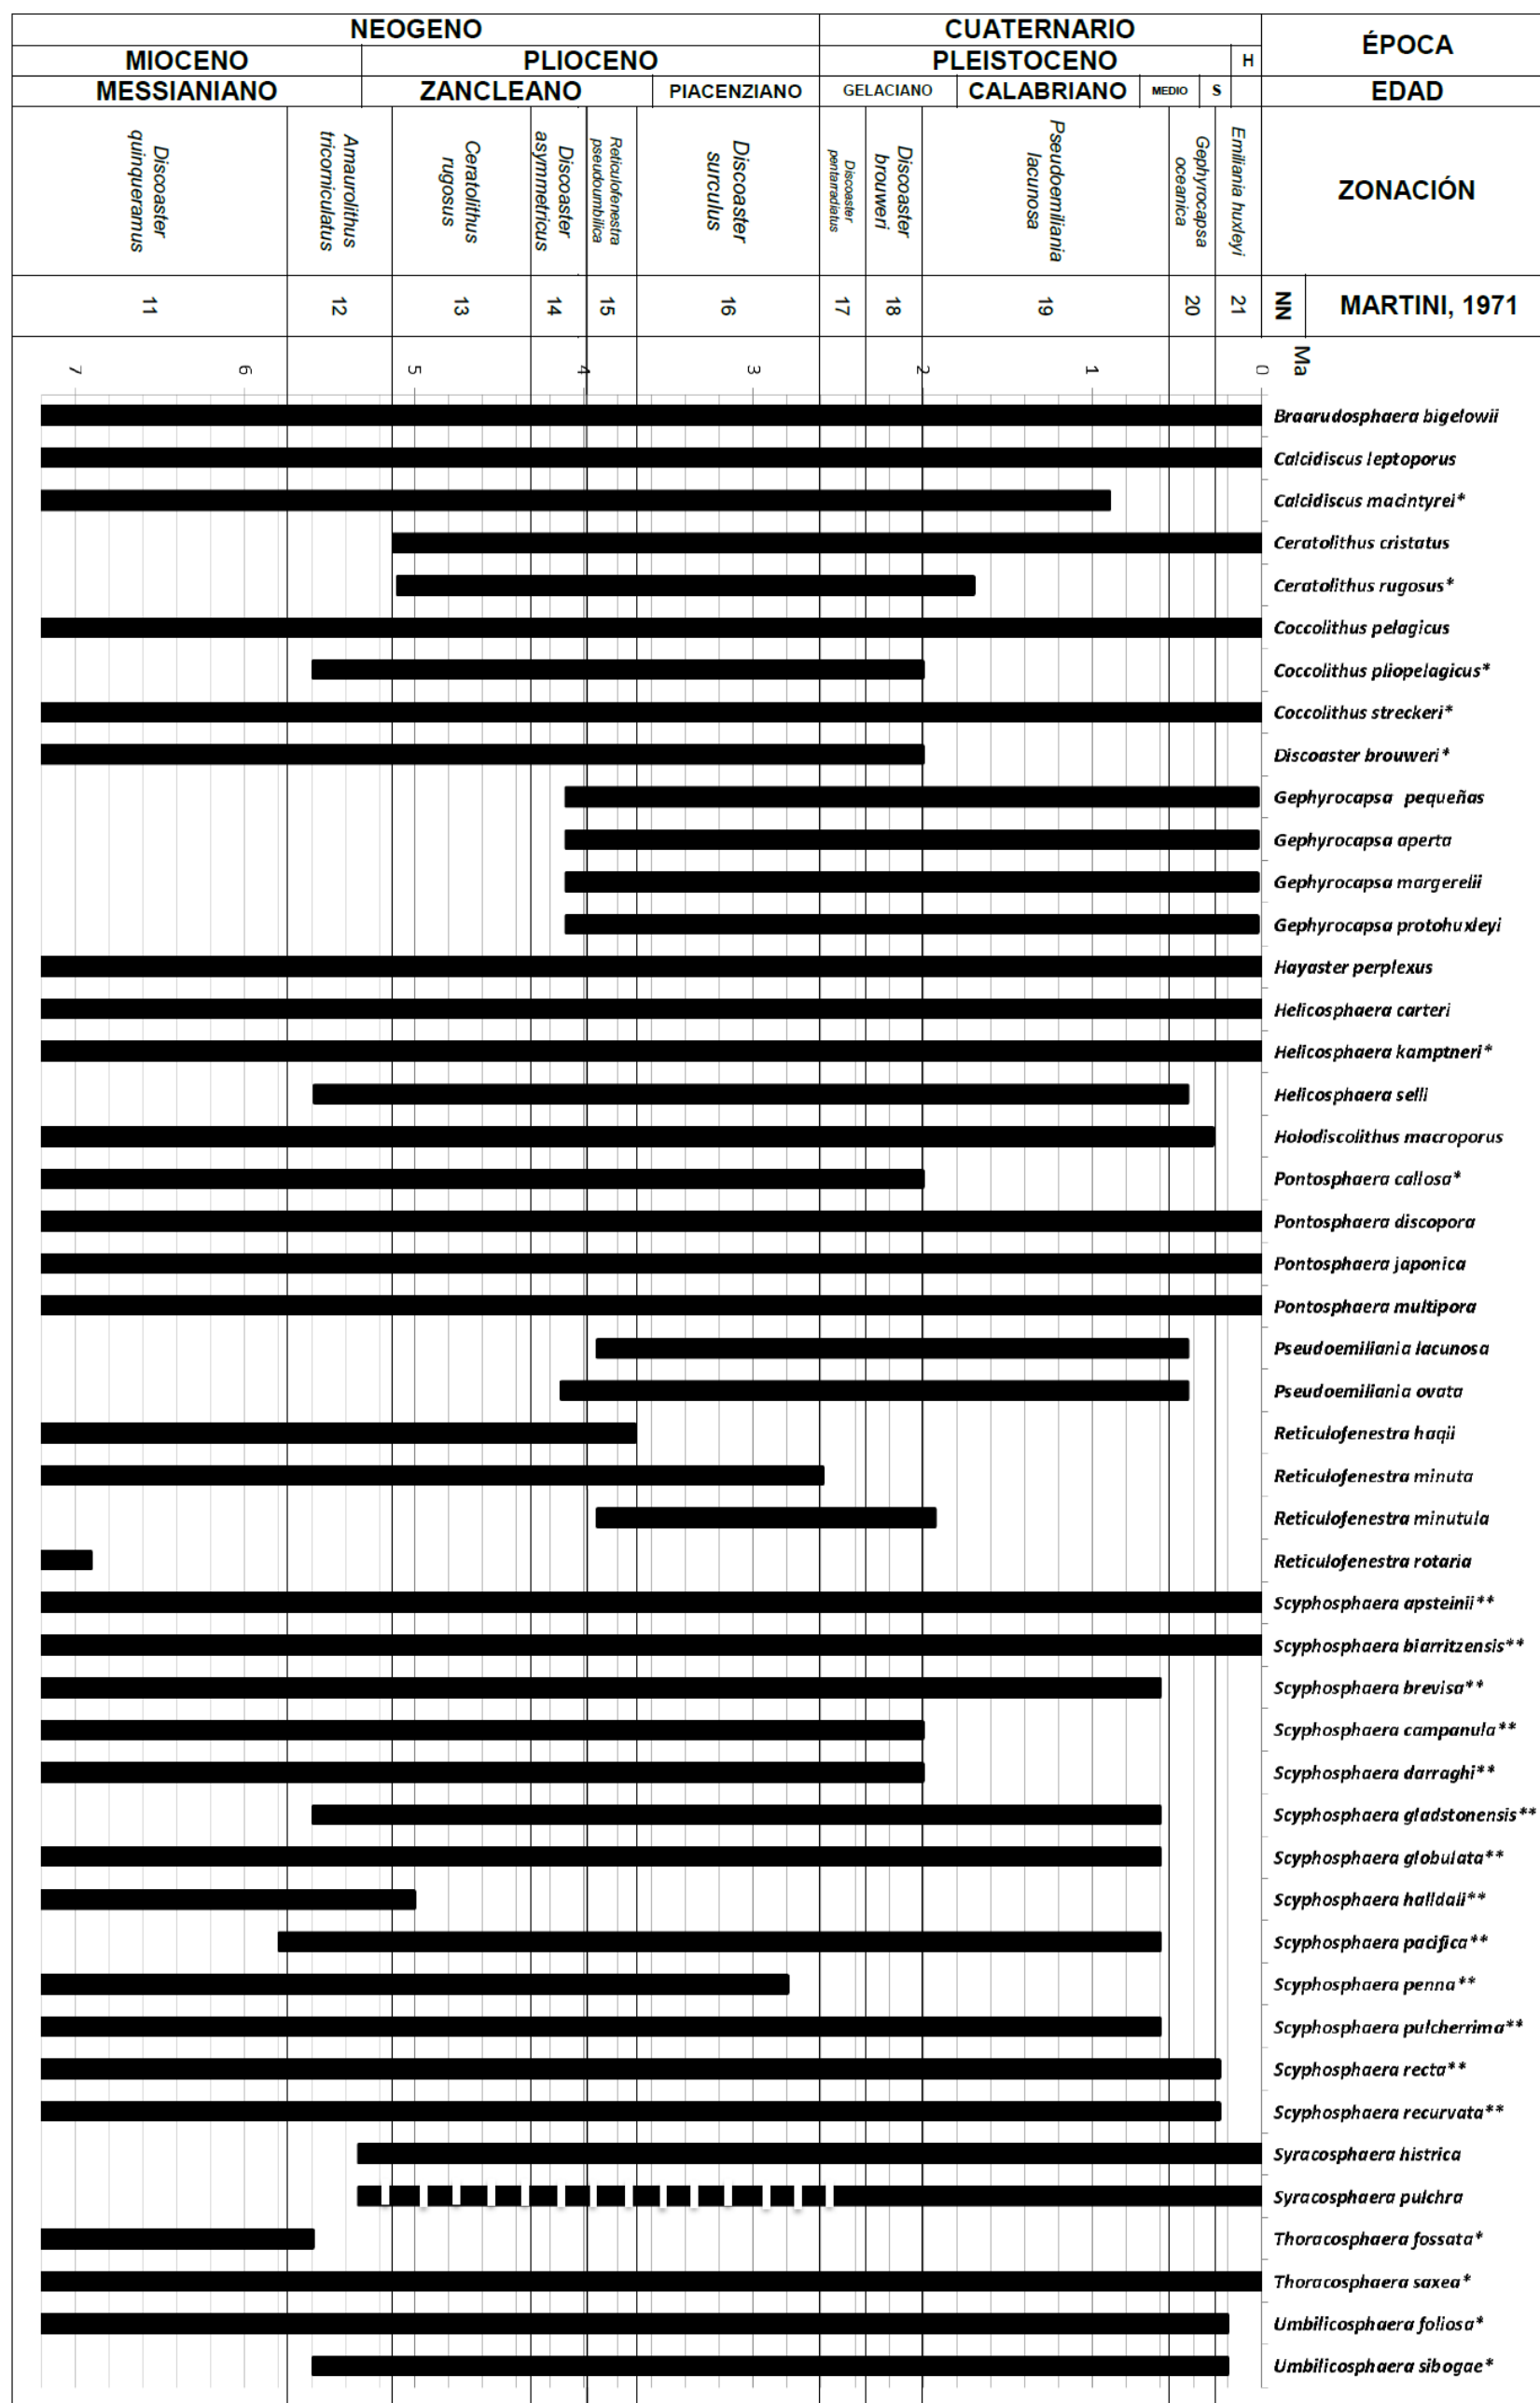 NEOGENO CUATERNARIO ÉPOCA
MIOCENO PLIOCENO PLEISTOCENO H
MESSIANIANO ZANCLEANO PIACENZIANO GELACIANO CALABRIANO MEDIO S EDAD
Discoaster
quinqueramus
Amaurolithus
tricorniculatus
Ceratolithus
rugosus
Discoaster
asymmetricus
Reticulofenestra
pseudoumbilica
Discoaster
surculus
Discoaster
pentarradiatus
Discoaster
brouweri
Pseudoemiliania
lacunosa
Gephyrocapsa
oceanica
Emiliania huxleyi
ZONACIÓN
11 12 13 14 15 16 17 18 19 20 21 NN MARTINI, 1971
7 6 5 4 3 2 1 0 Ma
Braarudosphaera bigelowii
Calcidiscus leptoporus
Calcidiscus macintyrei*
Ceratolithus cristatus
Ceratolithus rugosus*
Coccolithus pelagicus
Coccolithus pliopelagicus*
Coccolithus streckeri*
Discoaster brouweri*
Gephyrocapsa pequeñas
Gephyrocapsa aperta
Gephyrocapsa margerelii
Gephyrocapsa protohuxleyi
Hayaster perplexus
Helicosphaera carteri
Helicosphaera kamptneri*
Helicosphaera selli
Holodiscolithus macroporus
Pontosphaera callosa*
Pontosphaera discopora
Pontosphaera japonica
Pontosphaera multipora
Pseudoemiliania lacunosa
Pseudoemiliania ovata
Reticulofenestra haqii
Reticulofenestra minuta
Reticulofenestra minutula
Reticulofenestra rotaria
Scyphosphaera apsteinii**
Scyphosphaera biarritzensis**
Scyphosphaera brevisa**
Scyphosphaera campanula**
Scyphosphaera darraghi**
Scyphosphaera gladstonensis**
Scyphosphaera globulata**
Scyphosphaera halldali**
Scyphosphaera pacifica**
Scyphosphaera penna**
Scyphosphaera pulcherrima**
Scyphosphaera recta**
Scyphosphaera recurvata**
Syracosphaera histrica
Syracosphaera pulchra
Thoracosphaera fossata*
Thoracosphaera saxea*
Umbilicosphaera foliosa*
Umbilicosphaera sibogae*